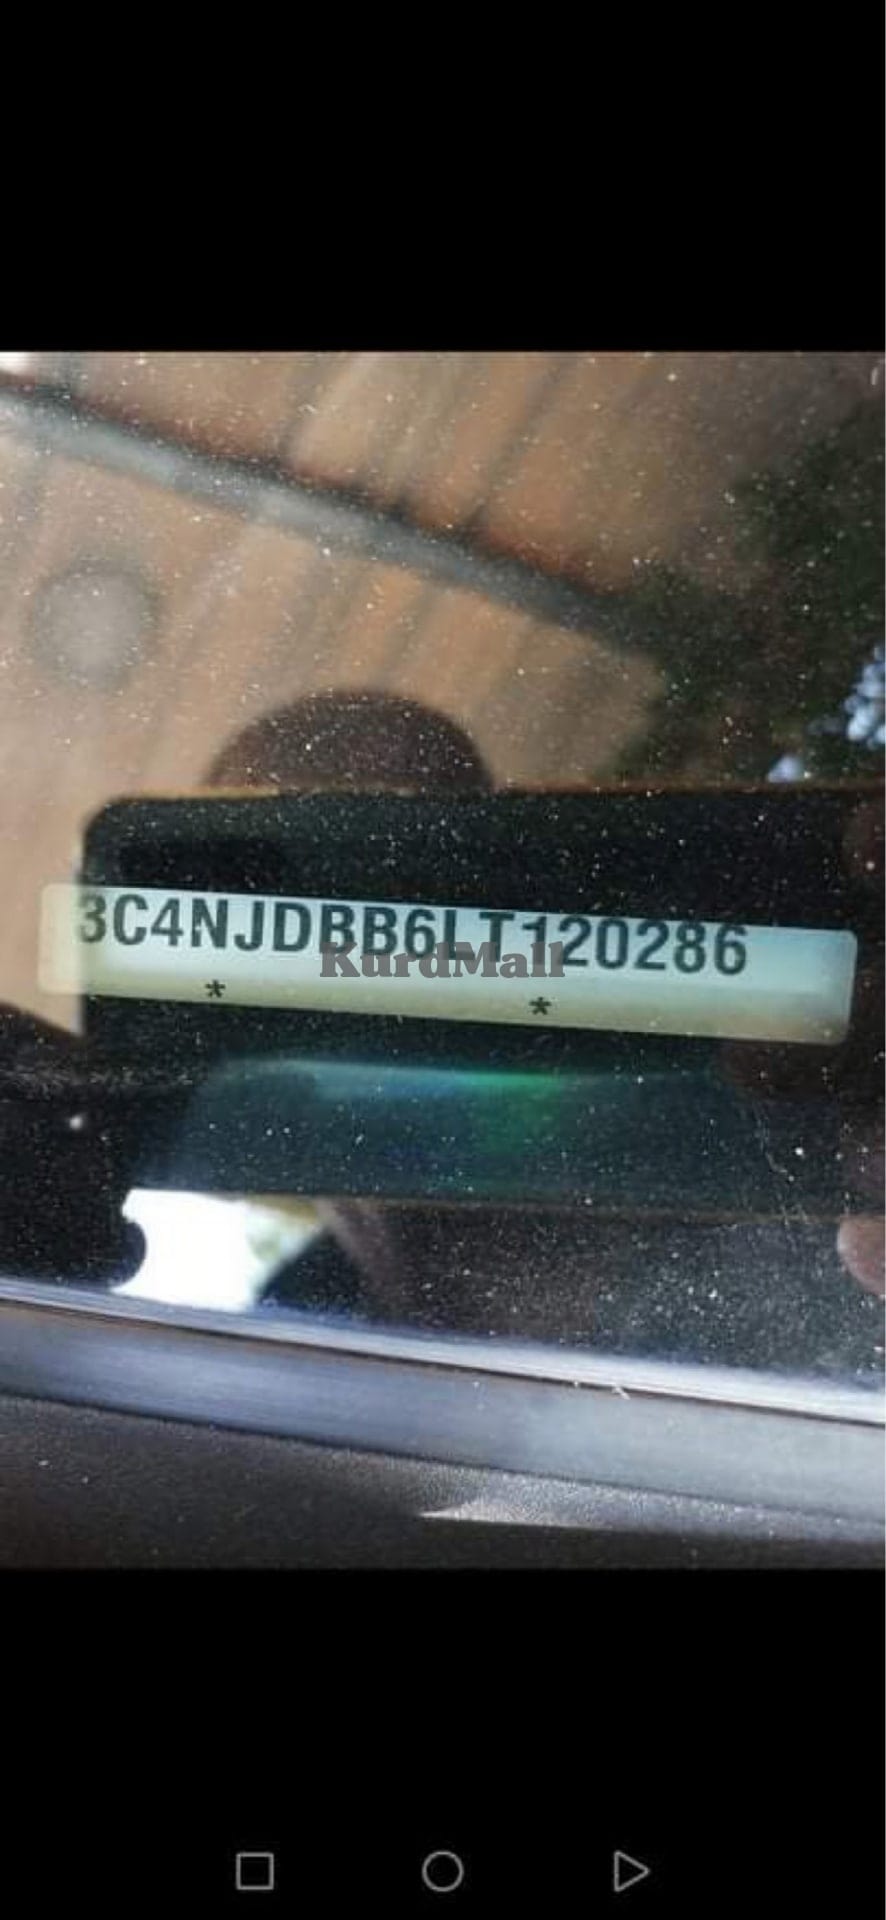 3C4NJDBB6LT120286
KurdMall
* *